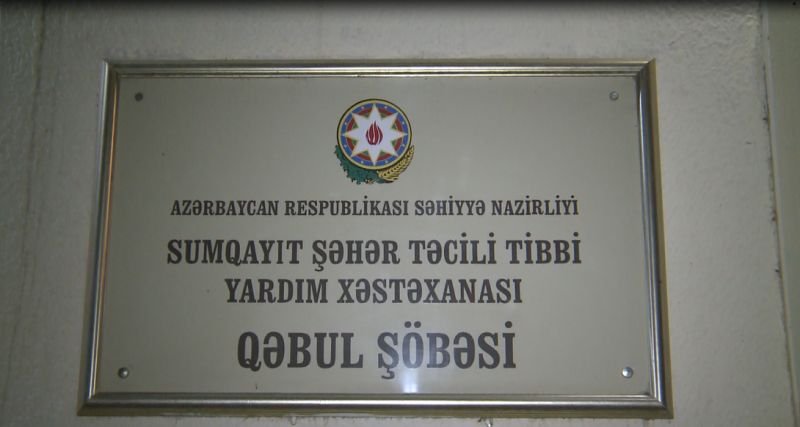 AZƏRBAYCAN RESPUBLİKASI SƏHİYYƏ NAZİRLİYİ
SUMQAYIT ŞƏHƏR TƏCİLİ TİBBİ
YARDIM XƏSTƏXANASI
QƏBUL ŞÖBƏSİ